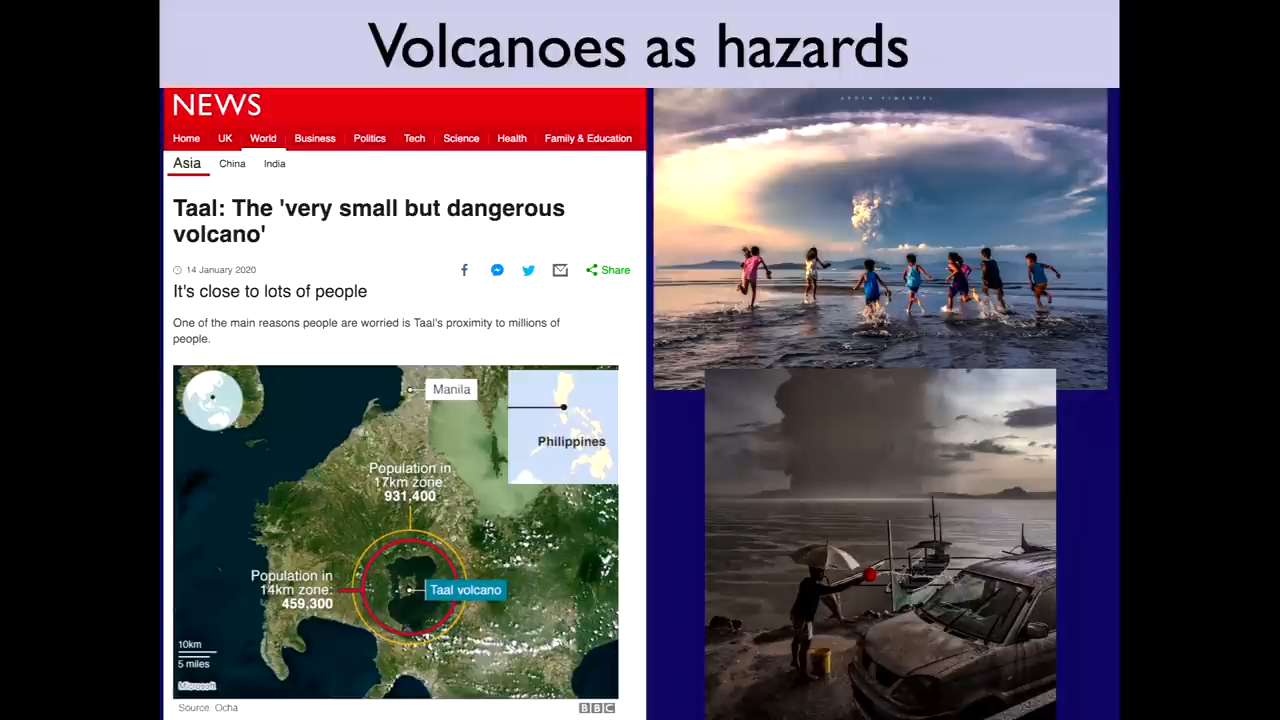 Volcanoes as hazards
NEWS
Home UK World Business Politics Tech Science Health Family & Education
Asia China India
Taal: The 'very small but dangerous
volcano'
14 January 2020
Share
It's close to lots of people
One of the main reasons people are worried is Taal's proximity to millions of
people.
Manila
Philippines
Population in
17km zone:
931,400
Population in
14km zone:
459,300
Taal volcano
10km
5 miles
Microsoft
Source: Ocha
BBC